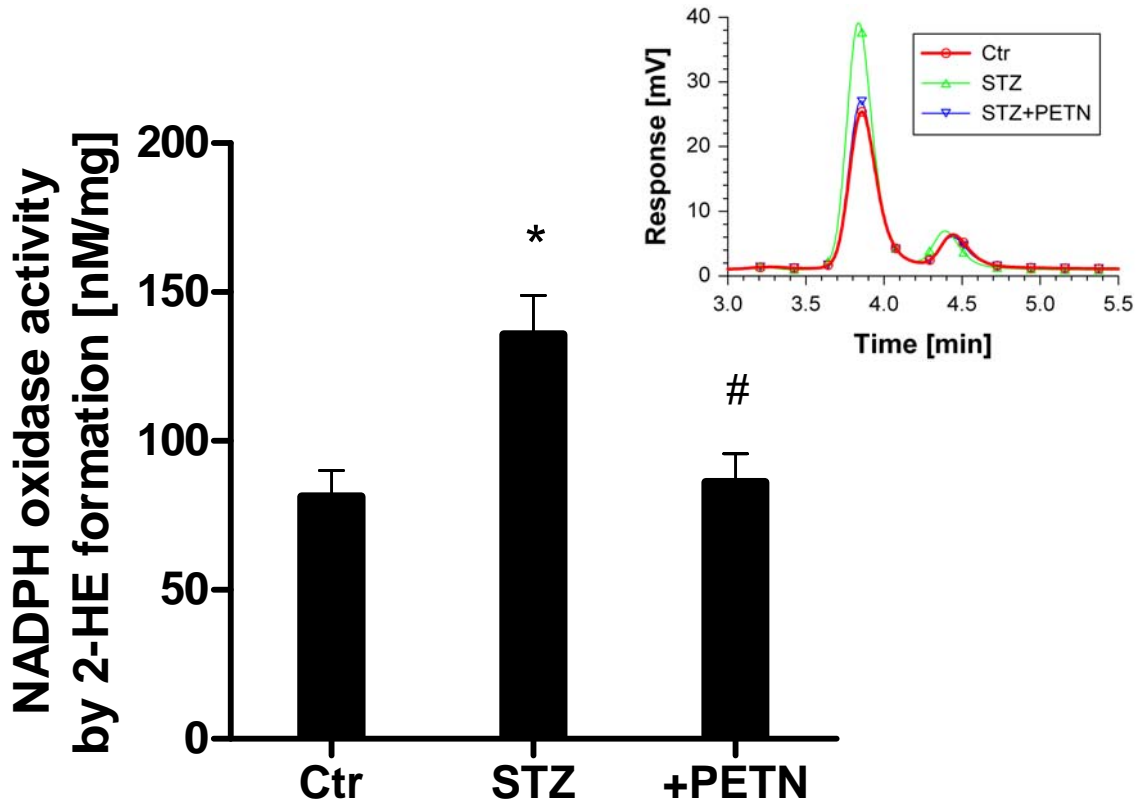 NADPH oxidase activity
by 2-HE formation [nM/mg]
200
150
100
50
0
*
#
Ctr
STZ
+PETN
Response [mV]
40
30
20
10
0
Ctr
STZ
STZ+PETN
3.0 3.5 4.0 4.5 5.0 5.5
Time [min]